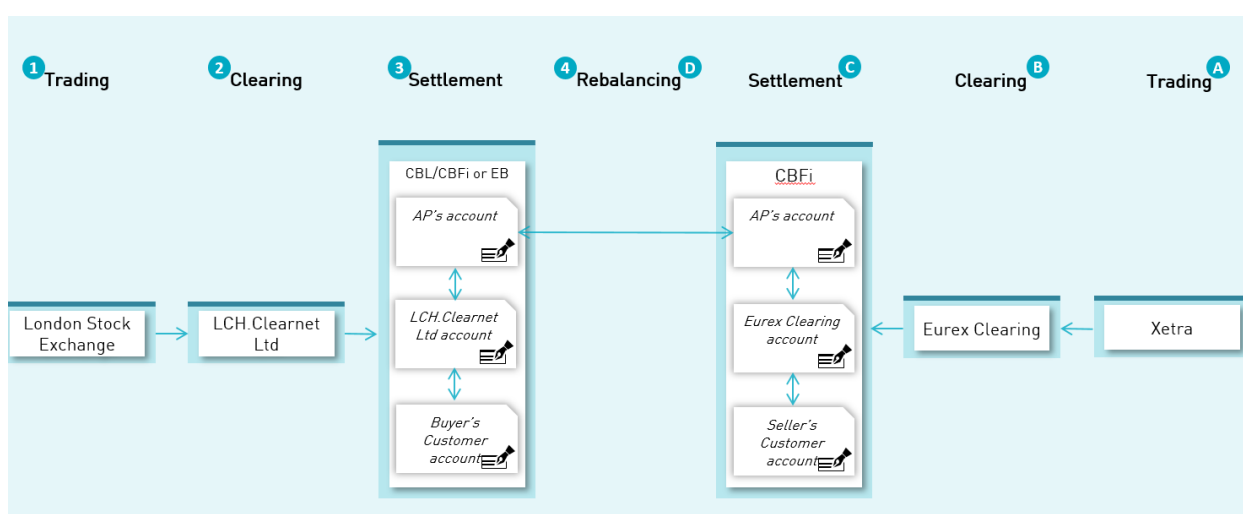 1 Trading
2 Clearing
3 Settlement
4 Rebalancing D
Settlement C
Clearing B
Trading A
CBL/CBFi or EB
AP's account
LCH.Clearnet
Ltd account
Buyer's
Customer
account
CBFi
AP's account
Eurex Clearing
account
Seller's
Customer
account
London Stock
Exchange
LCH.Clearnet
Ltd
Eurex Clearing
Xetra